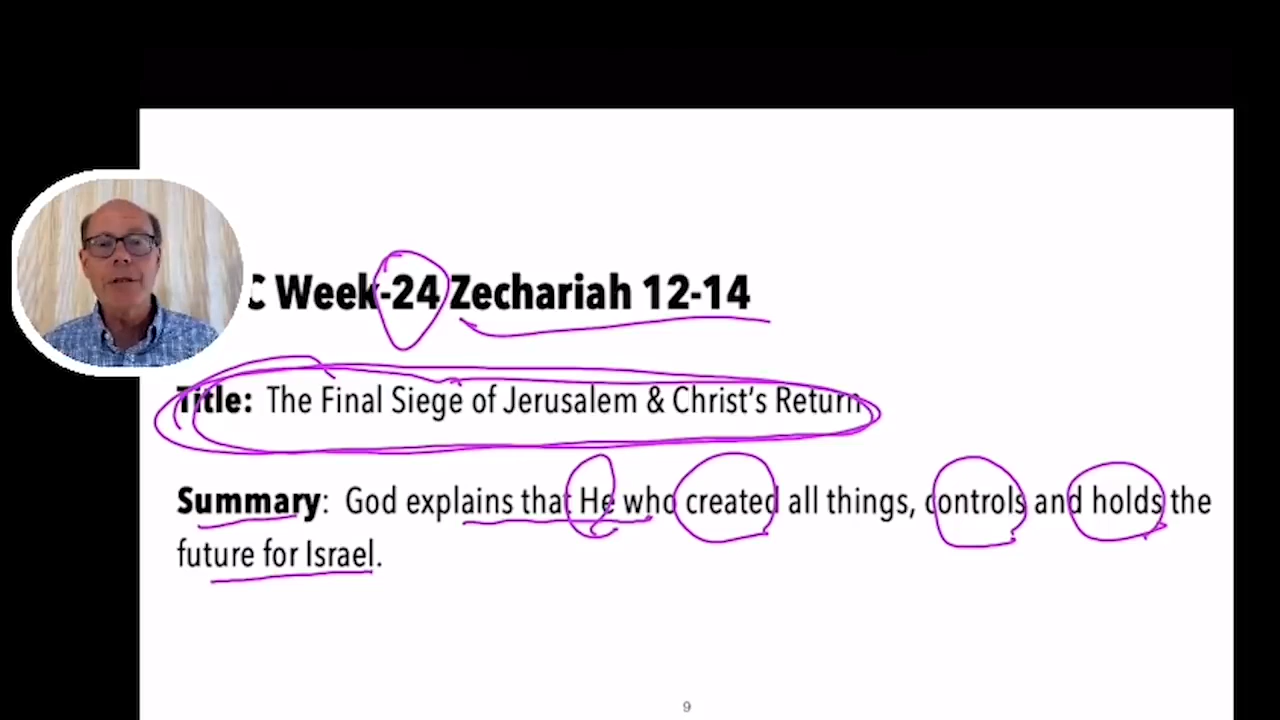 C Week-24 Zechariah 12-14
Title: The Final Siege of Jerusalem & Christ's Return
Summary: God explains that He who created all things, controls and holds the
future for Israel.
9